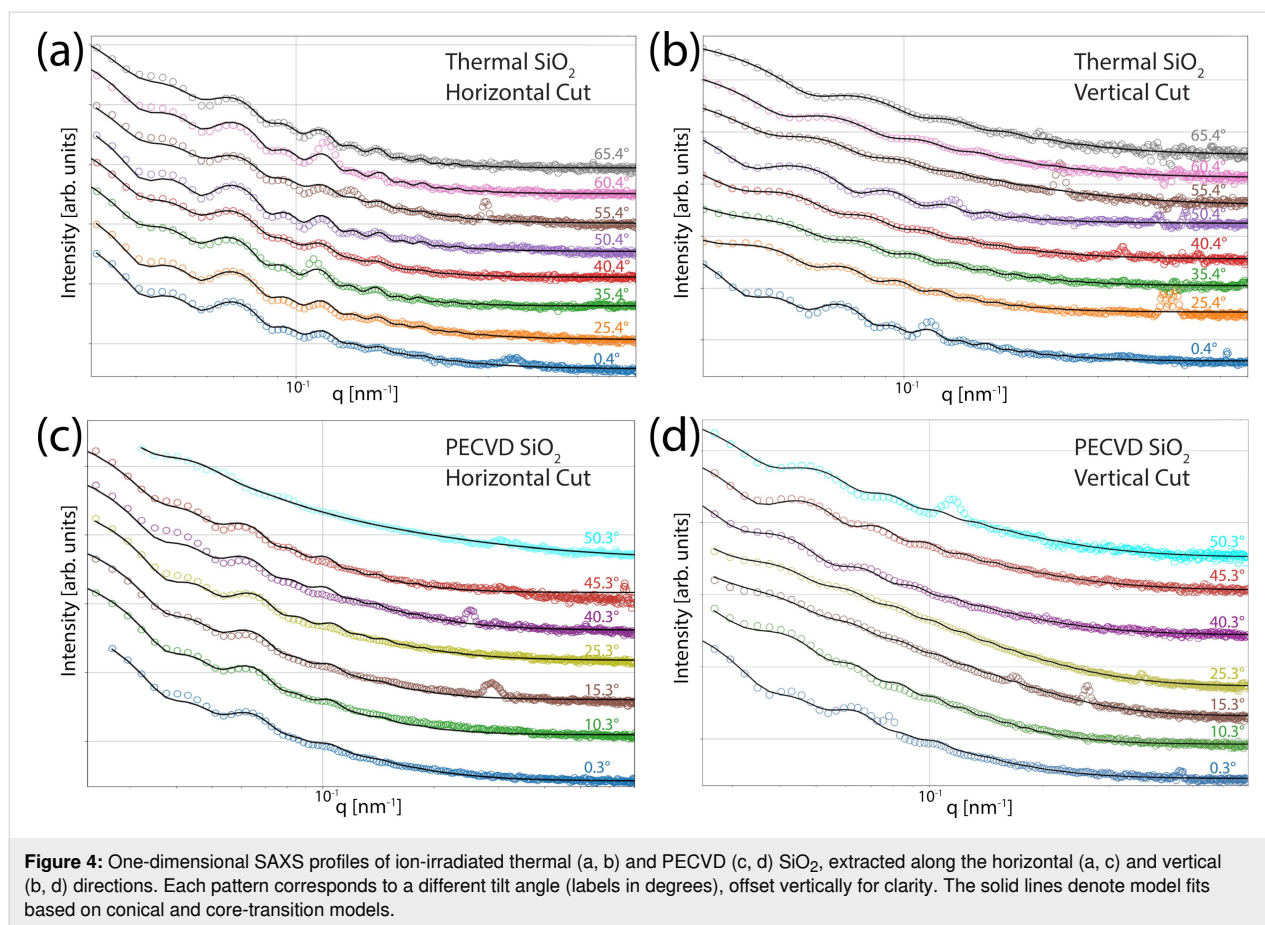 (a)
Thermal SiO₂
Horizontal Cut
Intensity [arb. units]
65.4°
60.4°
55.4°
50.4°
40.4°
35.4°
25.4°
0.4°
10⁻¹
q [nm⁻¹]
(b)
Thermal SiO₂
Vertical Cut
Intensity [arb. units]
65.4°
60.4°
55.4°
50.4°
40.4°
35.4°
25.4°
0.4°
10⁻¹
q [nm⁻¹]
(c)
PECVD SiO₂
Horizontal Cut
Intensity [arb. units]
50.3°
45.3°
40.3°
25.3°
15.3°
10.3°
0.3°
10⁻¹
q [nm⁻¹]
(d)
PECVD SiO₂
Vertical Cut
Intensity [arb. units]
50.3°
45.3°
40.3°
25.3°
15.3°
10.3°
0.3°
10⁻¹
q [nm⁻¹]
Figure 4: One-dimensional SAXS profiles of ion-irradiated thermal (a, b) and PECVD (c, d) SiO₂, extracted along the horizontal (a, c) and vertical
(b, d) directions. Each pattern corresponds to a different tilt angle (labels in degrees), offset vertically for clarity. The solid lines denote model fits
based on conical and core-transition models.